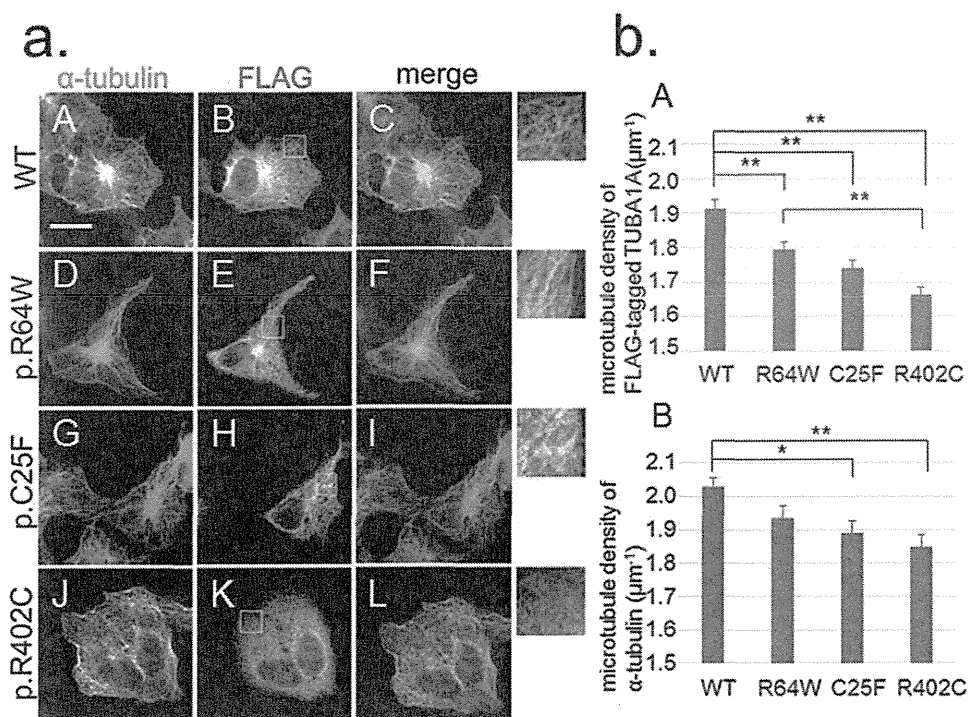 a.
α-tubulin FLAG merge
WT A B C
p.R64W D E F
p.C25F G H I
p.R402C J K L
b.
A
microtubule density of
FLAG-tagged TUBA1A(μm⁻¹)
**
**
**
**
2.1
2.0
1.9
1.8
1.7
1.6
1.5
WT R64W C25F R402C
B
microtubule density of
α-tubulin (μm⁻¹)
**
*
2.1
2.0
1.9
1.8
1.7
1.6
1.5
WT R64W C25F R402C